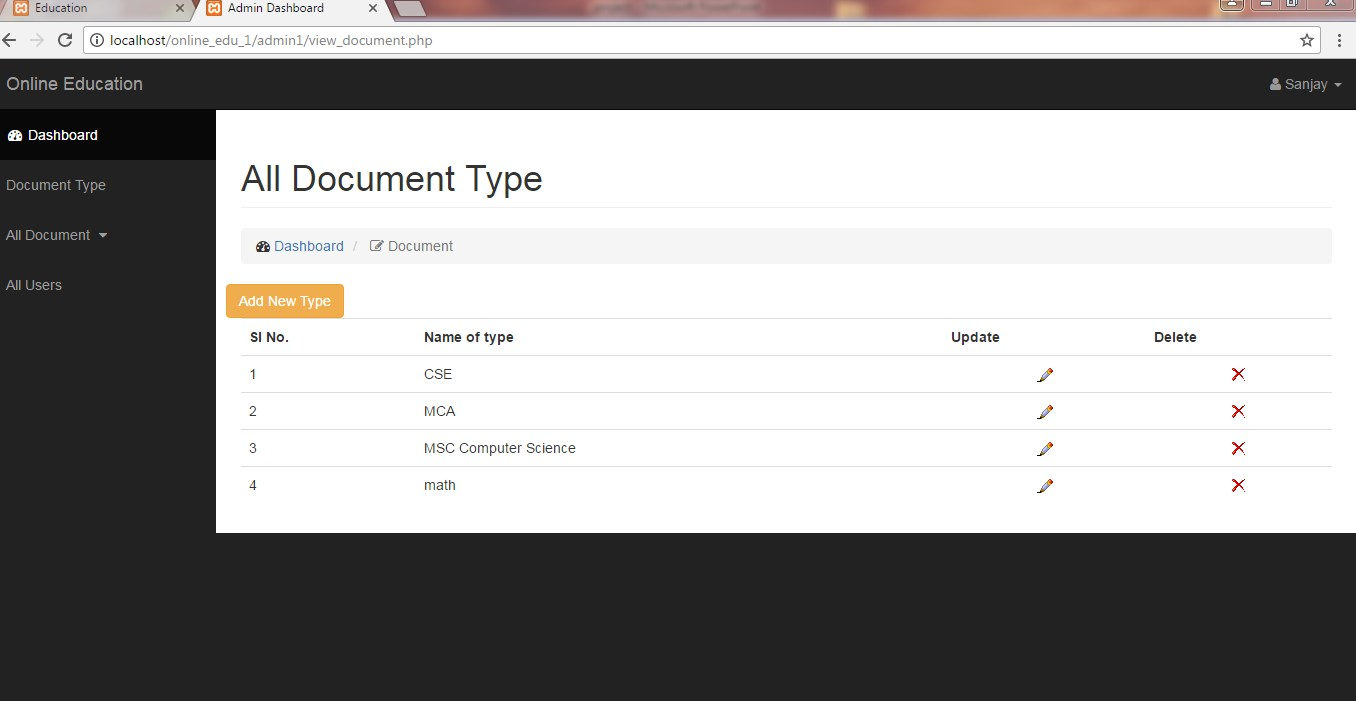 Education
Admin Dashboard
localhost/online_edu_1/admin1/view_document.php
Online Education
Sanjay
Dashboard
Document Type
All Document
All Users
All Document Type
Dashboard / Document
Add New Type
Sl No. Name of type Update Delete
1 CSE
2 MCA
3 MSC Computer Science
4 math